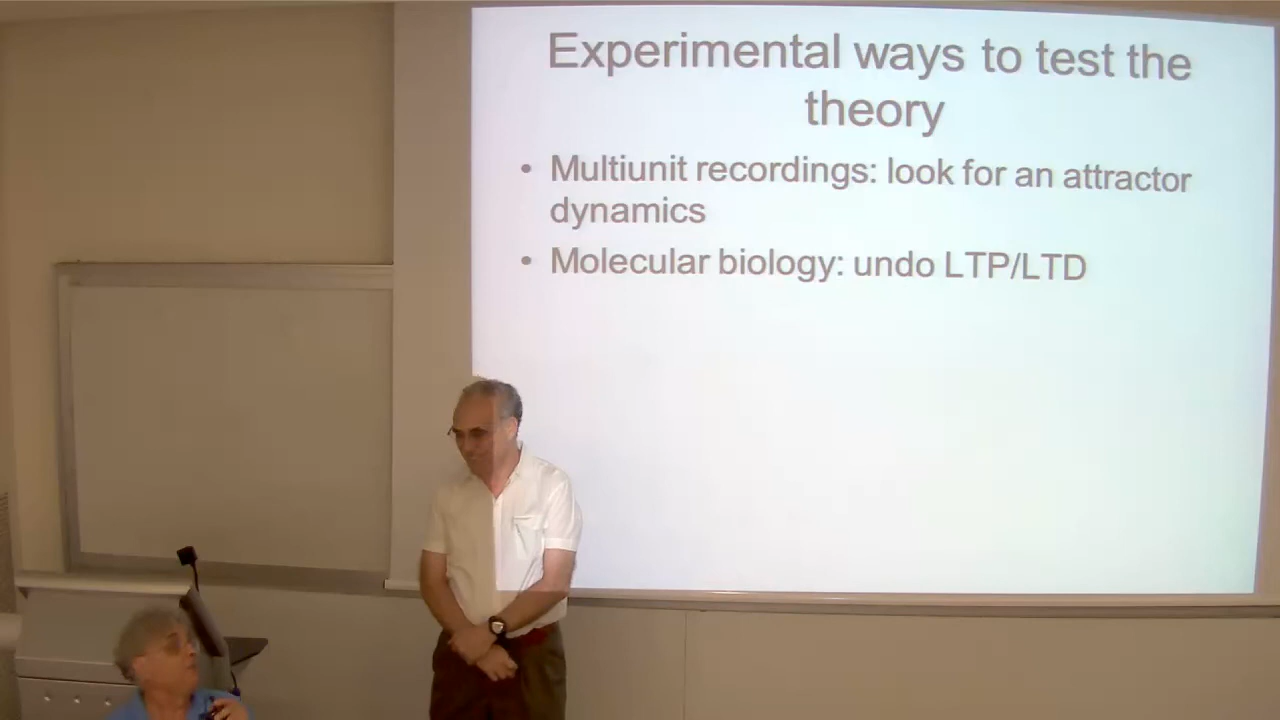 Experimental ways to test the
theory
• Multiunit recordings: look for an attractor
dynamics
• Molecular biology: undo LTP/LTD